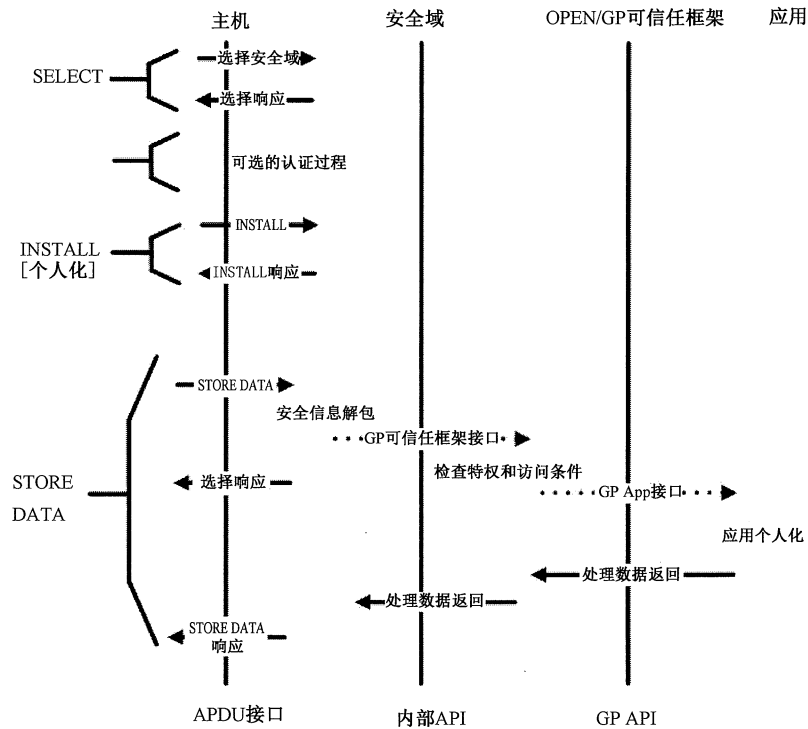 主机
安全域
OPEN/GP可信任框架
应用
SELECT
选择安全域
选择响应
可选的认证过程
INSTALL
INSTALL
[个人化]
INSTALL响应
STORE DATA
安全信息解包
GP可信任框架接口
检查特权和访问条件
STORE
DATA
选择响应
GP App接口
应用个人化
处理数据返回
处理数据返回
STORE DATA
响应
APDU接口
内部API
GP API